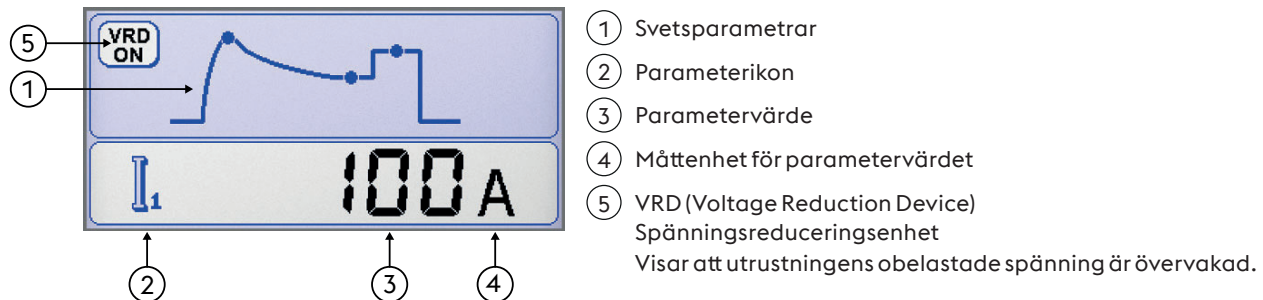 VRD
ON
I1
100 A
5
1
2
3
4
1 Svetsparametrar
2 Parameterikon
3 Parametervärde
4 Måttenhet för parametervärdet
5 VRD (Voltage Reduction Device)
Spänningsreduceringsenhet
Visar att utrustningens obelastade spänning är övervakad.